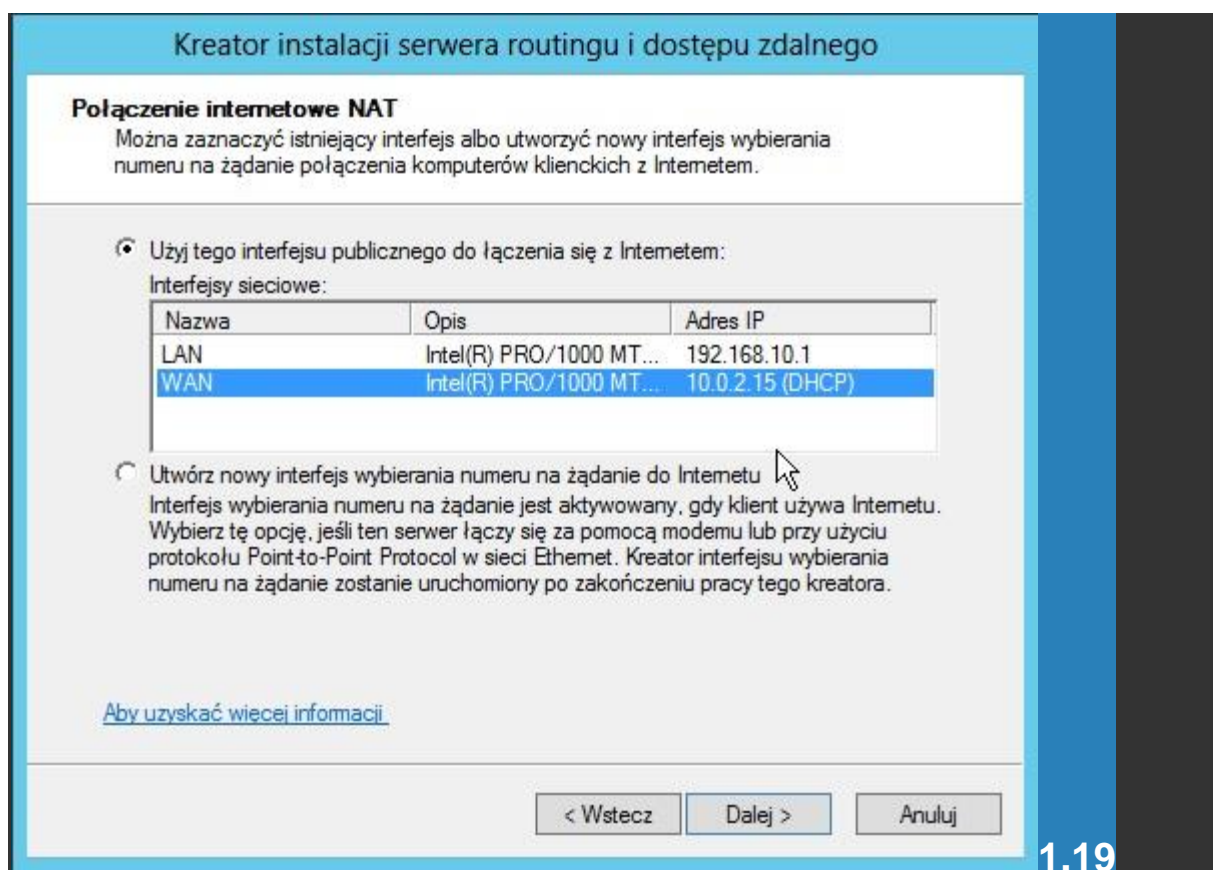 Kreator instalacji serwera routingu i dostępu zdalnego
Połączenie internetowe NAT
Można zaznaczyć istniejący interfejs albo utworzyć nowy interfejs wybierania
numeru na żądanie połączenia komputerów klienckich z Internetem.
Użyj tego interfejsu publicznego do łączenia się z Internetem:
Interfejsy sieciowe:
Nazwa Opis Adres IP
LAN Intel(R) PRO/1000 MT... 192.168.10.1
WAN Intel(R) PRO/1000 MT... 10.0.2.15 (DHCP)
Utwórz nowy interfejs wybierania numeru na żądanie do Internetu
Interfejs wybierania numeru na żądanie jest aktywowany, gdy klient używa Internetu.
Wybierz tę opcję, jeśli ten serwer łączy się za pomocą modemu lub przy użyciu
protokołu Point-to-Point Protocol w sieci Ethernet. Kreator interfejsu wybierania
numeru na żądanie zostanie uruchomiony po zakończeniu pracy tego kreatora.
Aby uzyskać więcej informacji
< Wstecz Dalej > Anuluj
1.19